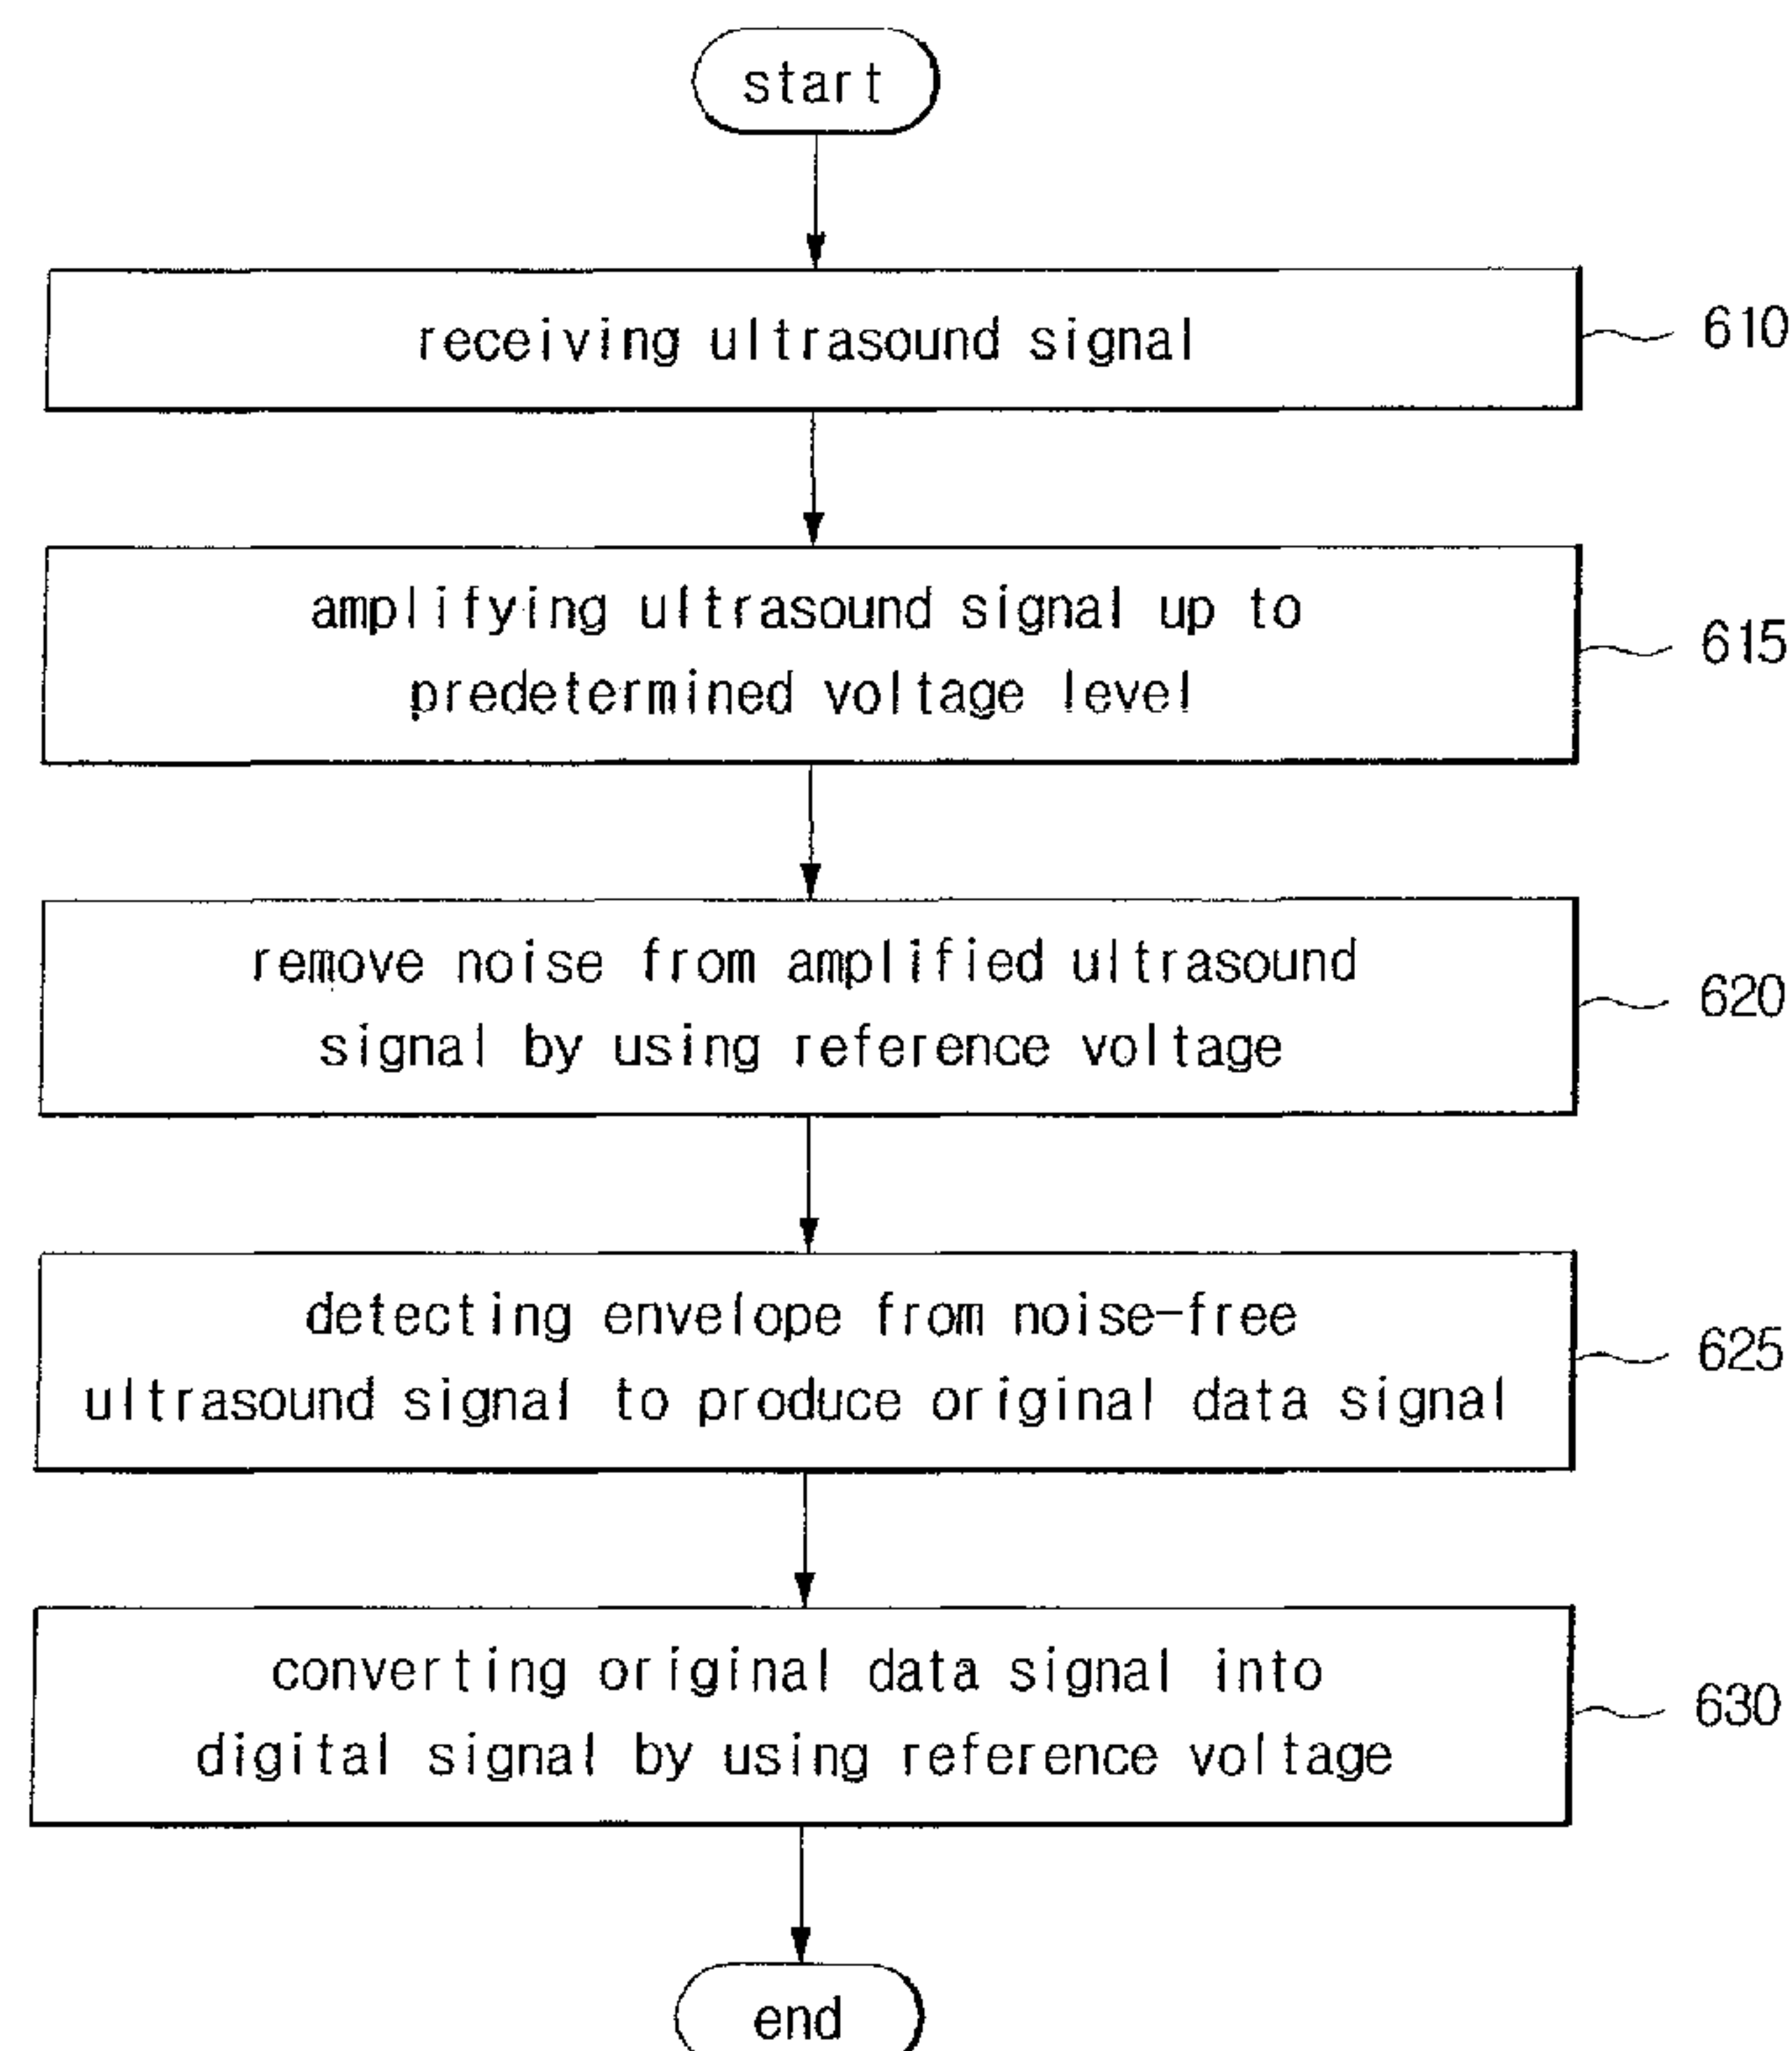 start
receiving ultrasound signal
610
amplifying ultrasound signal up to
predetermined voltage level
615
remove noise from amplified ultrasound
signal by using reference voltage
620
detecting envelope from noise-free
ultrasound signal to produce original data signal
625
converting original data signal into
digital signal by using reference voltage
630
end